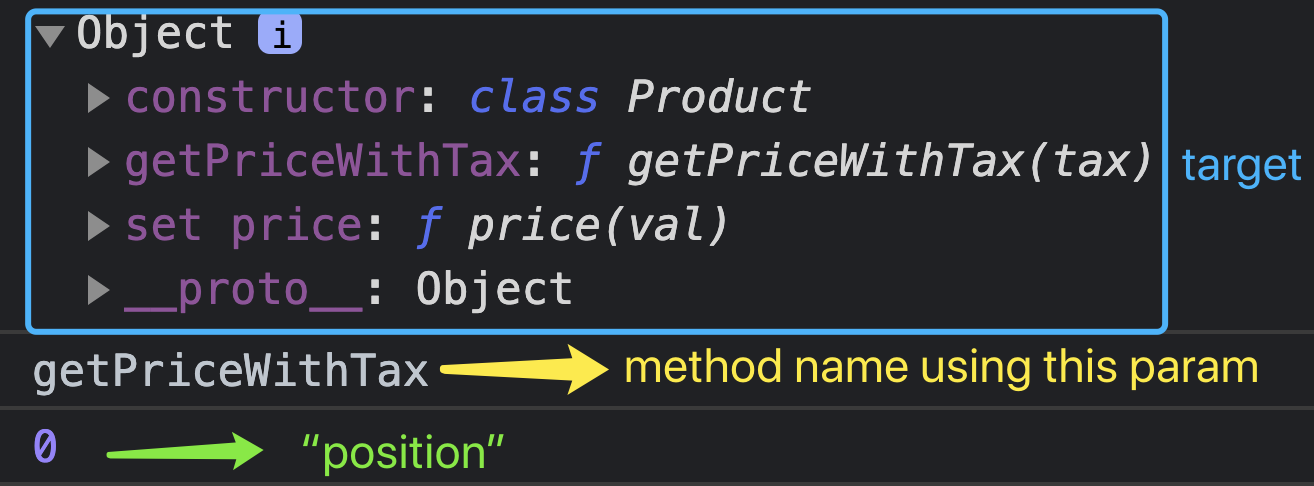 ▼ Object i
▶ constructor: class Product
▶ getPriceWithTax: ƒ getPriceWithTax(tax)
target
▶ set price: ƒ price(val)
▶ __proto__: Object
getPriceWithTax method name using this param
0 “position”